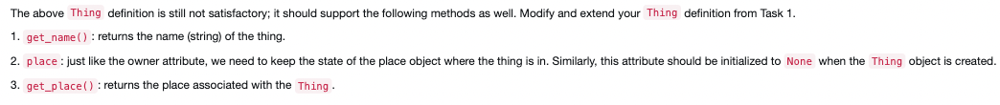 The above Thing definition is still not satisfactory; it should support the following methods as well. Modify and extend your Thing definition from Task 1.
1. get_name() : returns the name (string) of the thing.
2. place : just like the owner attribute, we need to keep the state of the place object where the thing is in. Similarly, this attribute should be initialized to None when the Thing object is created.
3. get_place() : returns the place associated with the Thing .